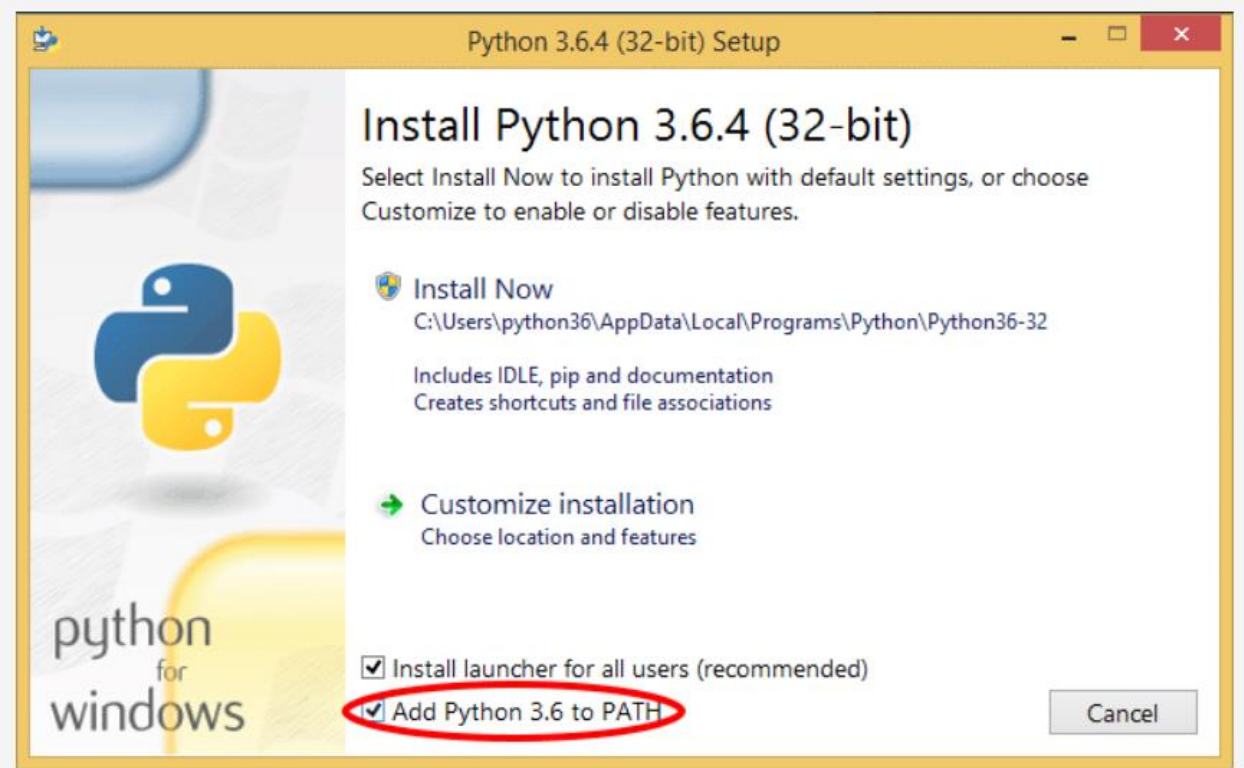 Python 3.6.4 (32-bit) Setup
Install Python 3.6.4 (32-bit)
Select Install Now to install Python with default settings, or choose
Customize to enable or disable features.
Install Now
C:\Users\python36\AppData\Local\Programs\Python\Python36-32
Includes IDLE, pip and documentation
Creates shortcuts and file associations
Customize installation
Choose location and features
python
for
windows
Install launcher for all users (recommended)
Add Python 3.6 to PATH
Cancel